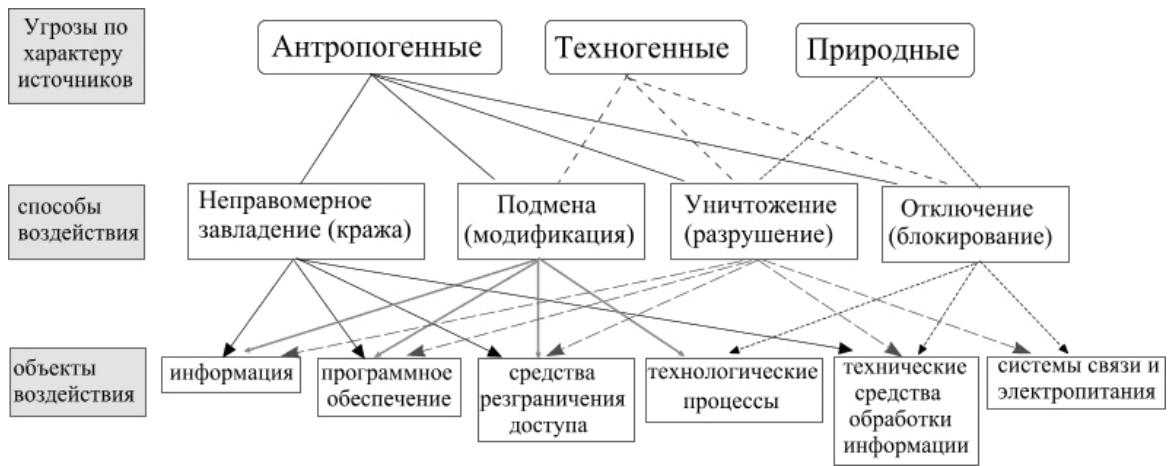 Угрозы по
характеру
источников
Антропогенные
Техногенные
Природные
способы
воздействия
Неправомерное
завладение (кража)
Подмена
(модификация)
Уничтожение
(разрушение)
Отключение
(блокирование)
объекты
воздействия
информация
программное
обеспечение
средства
резграничения
доступа
технологические
процессы
технические
средства
обработки
информации
системы связи и
электропитания